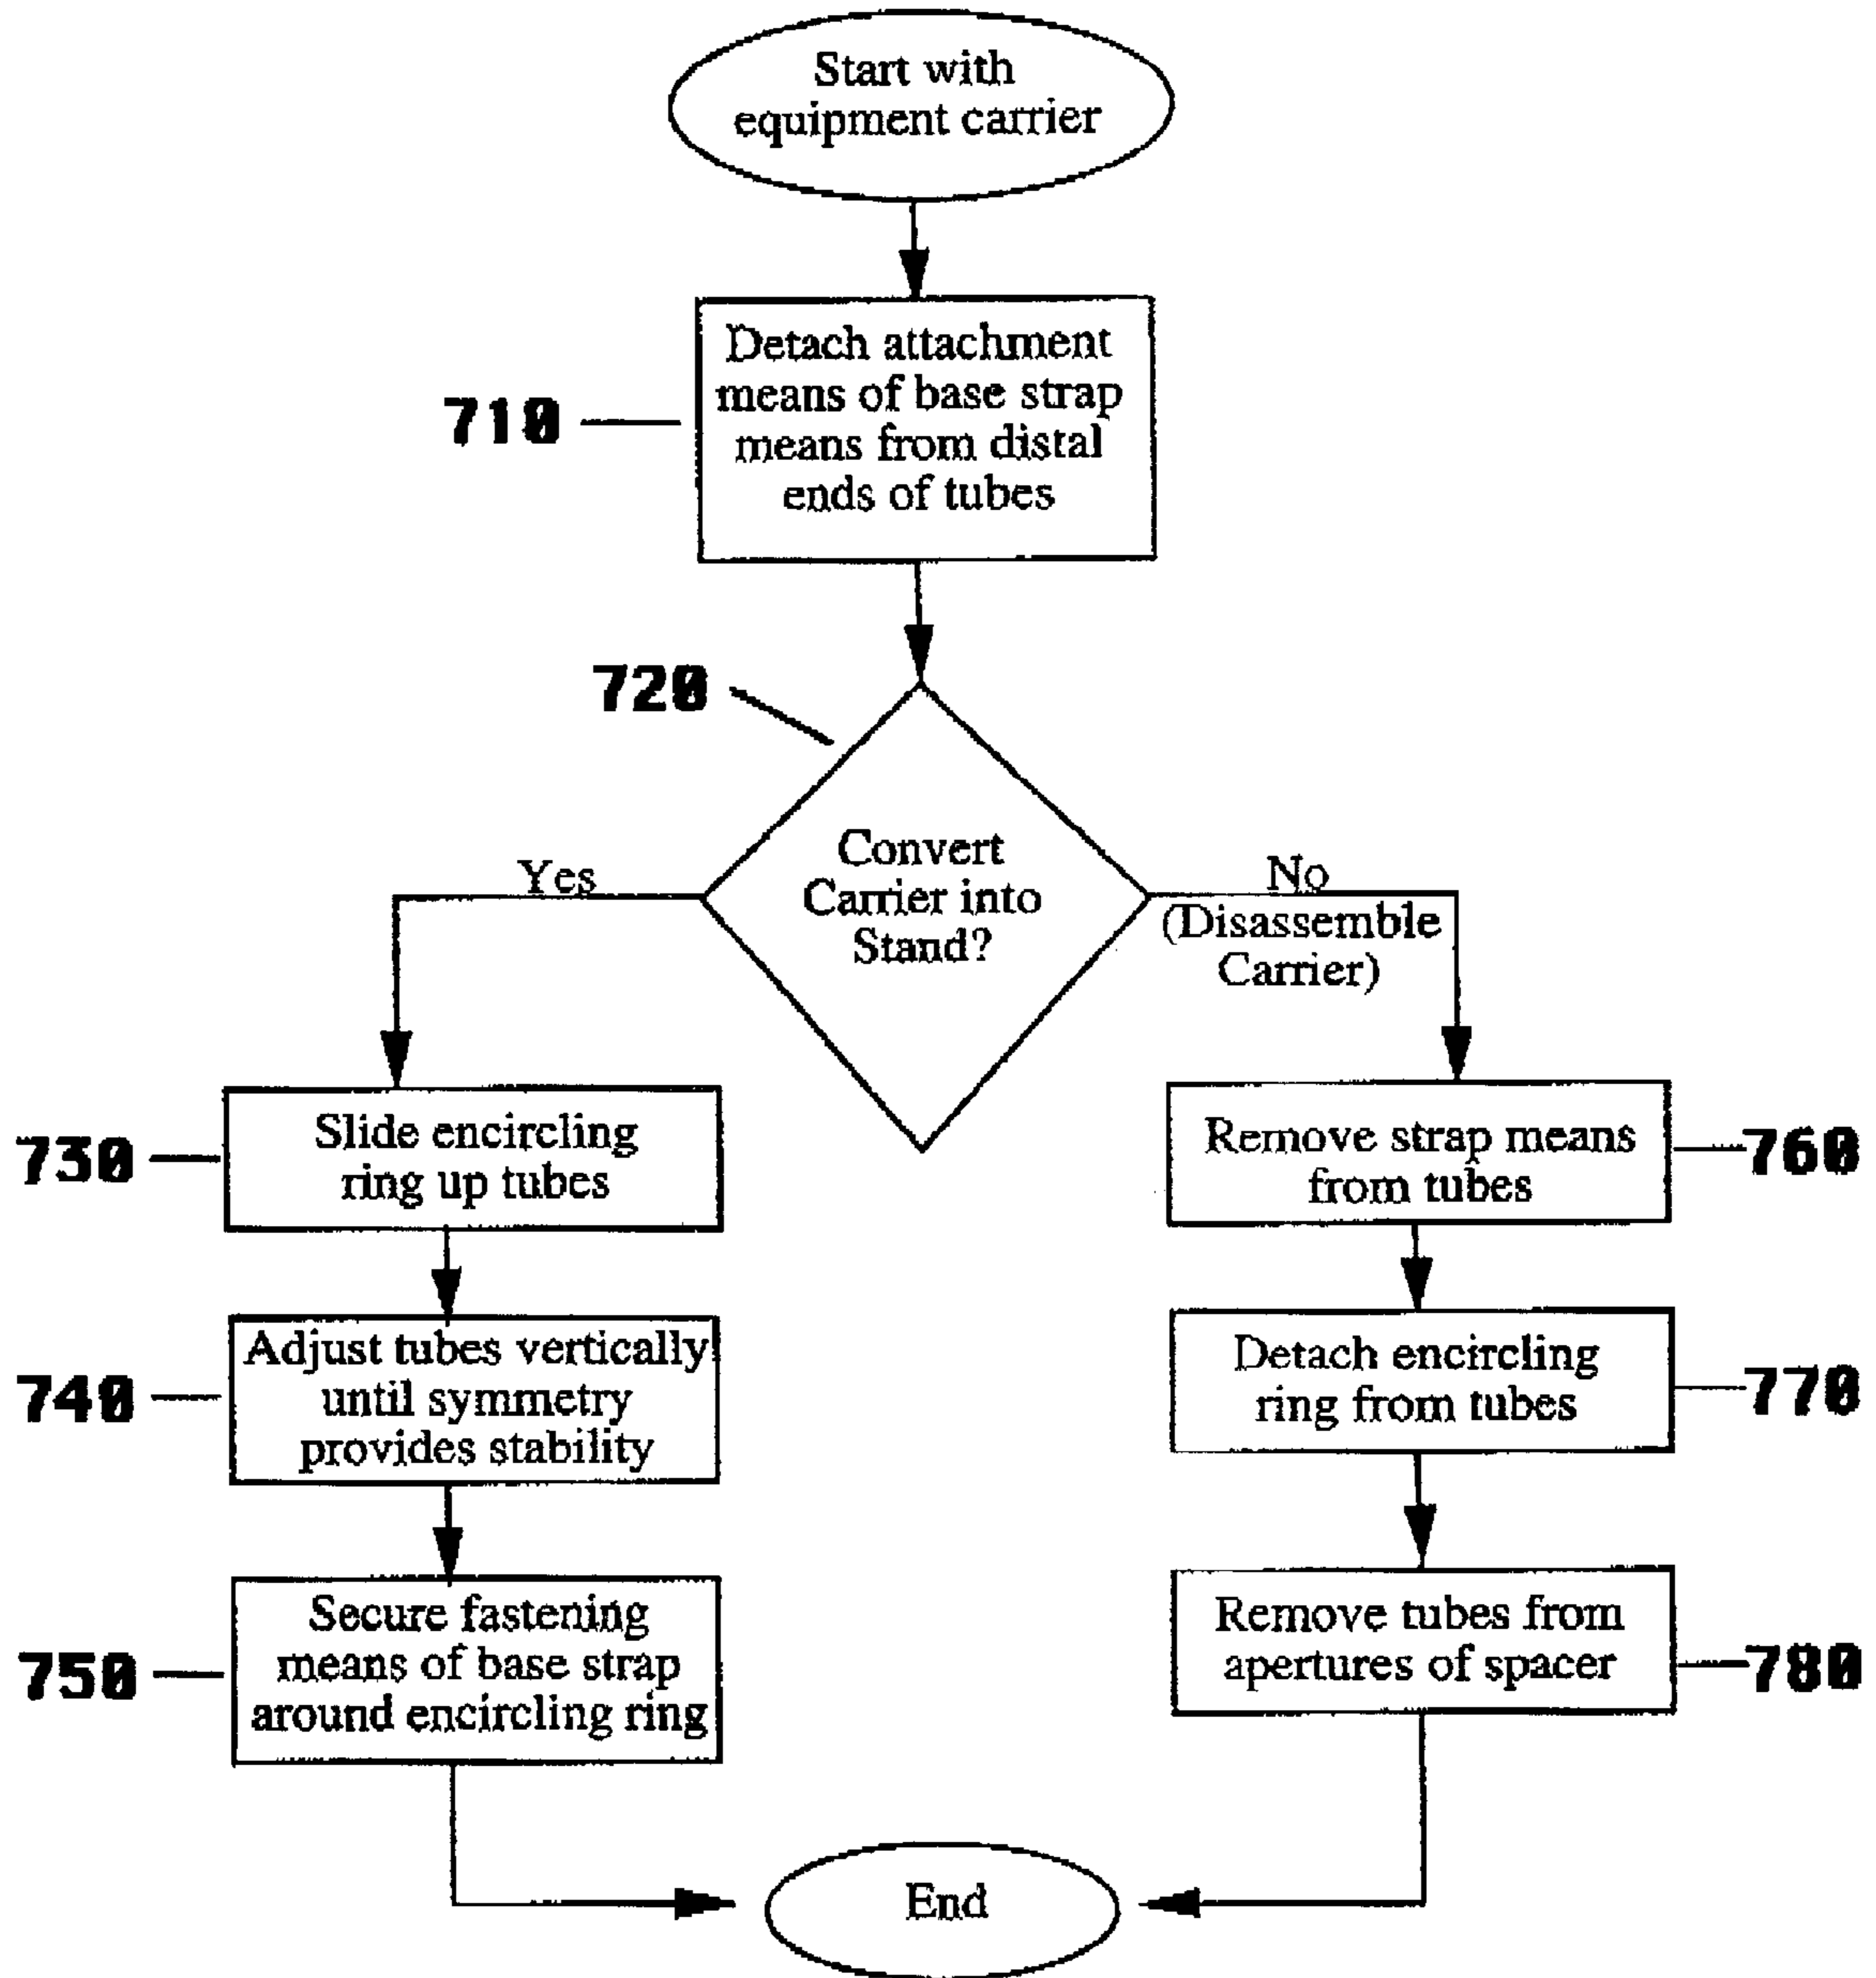 Start with
equipment carrier
710
Detach attachment
means of base strap
means from distal
ends of tubes
720
Convert
Carrier into
Stand?
Yes
No
(Disassemble
Carrier)
730
Slide encircling
ring up tubes
740
Adjust tubes vertically
until symmetry
provides stability
750
Secure fastening
means of base strap
around encircling ring
Remove strap means
from tubes
760
Detach encircling
ring from tubes
770
Remove tubes from
apertures of spacer
780
End